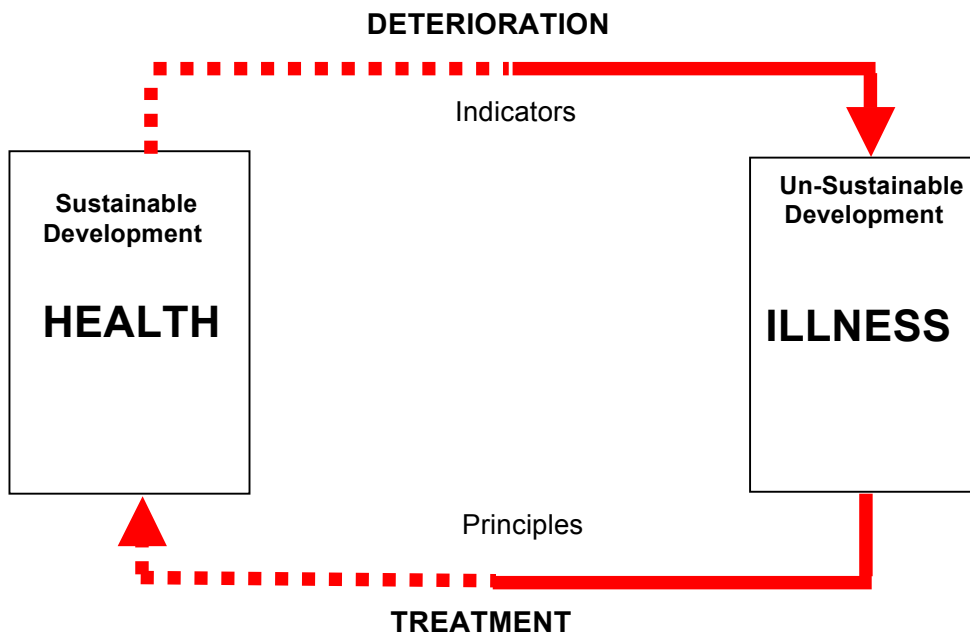 DETERIORATION
Indicators
Sustainable
Development
HEALTH
Un-Sustainable
Development
ILLNESS
Principles
TREATMENT